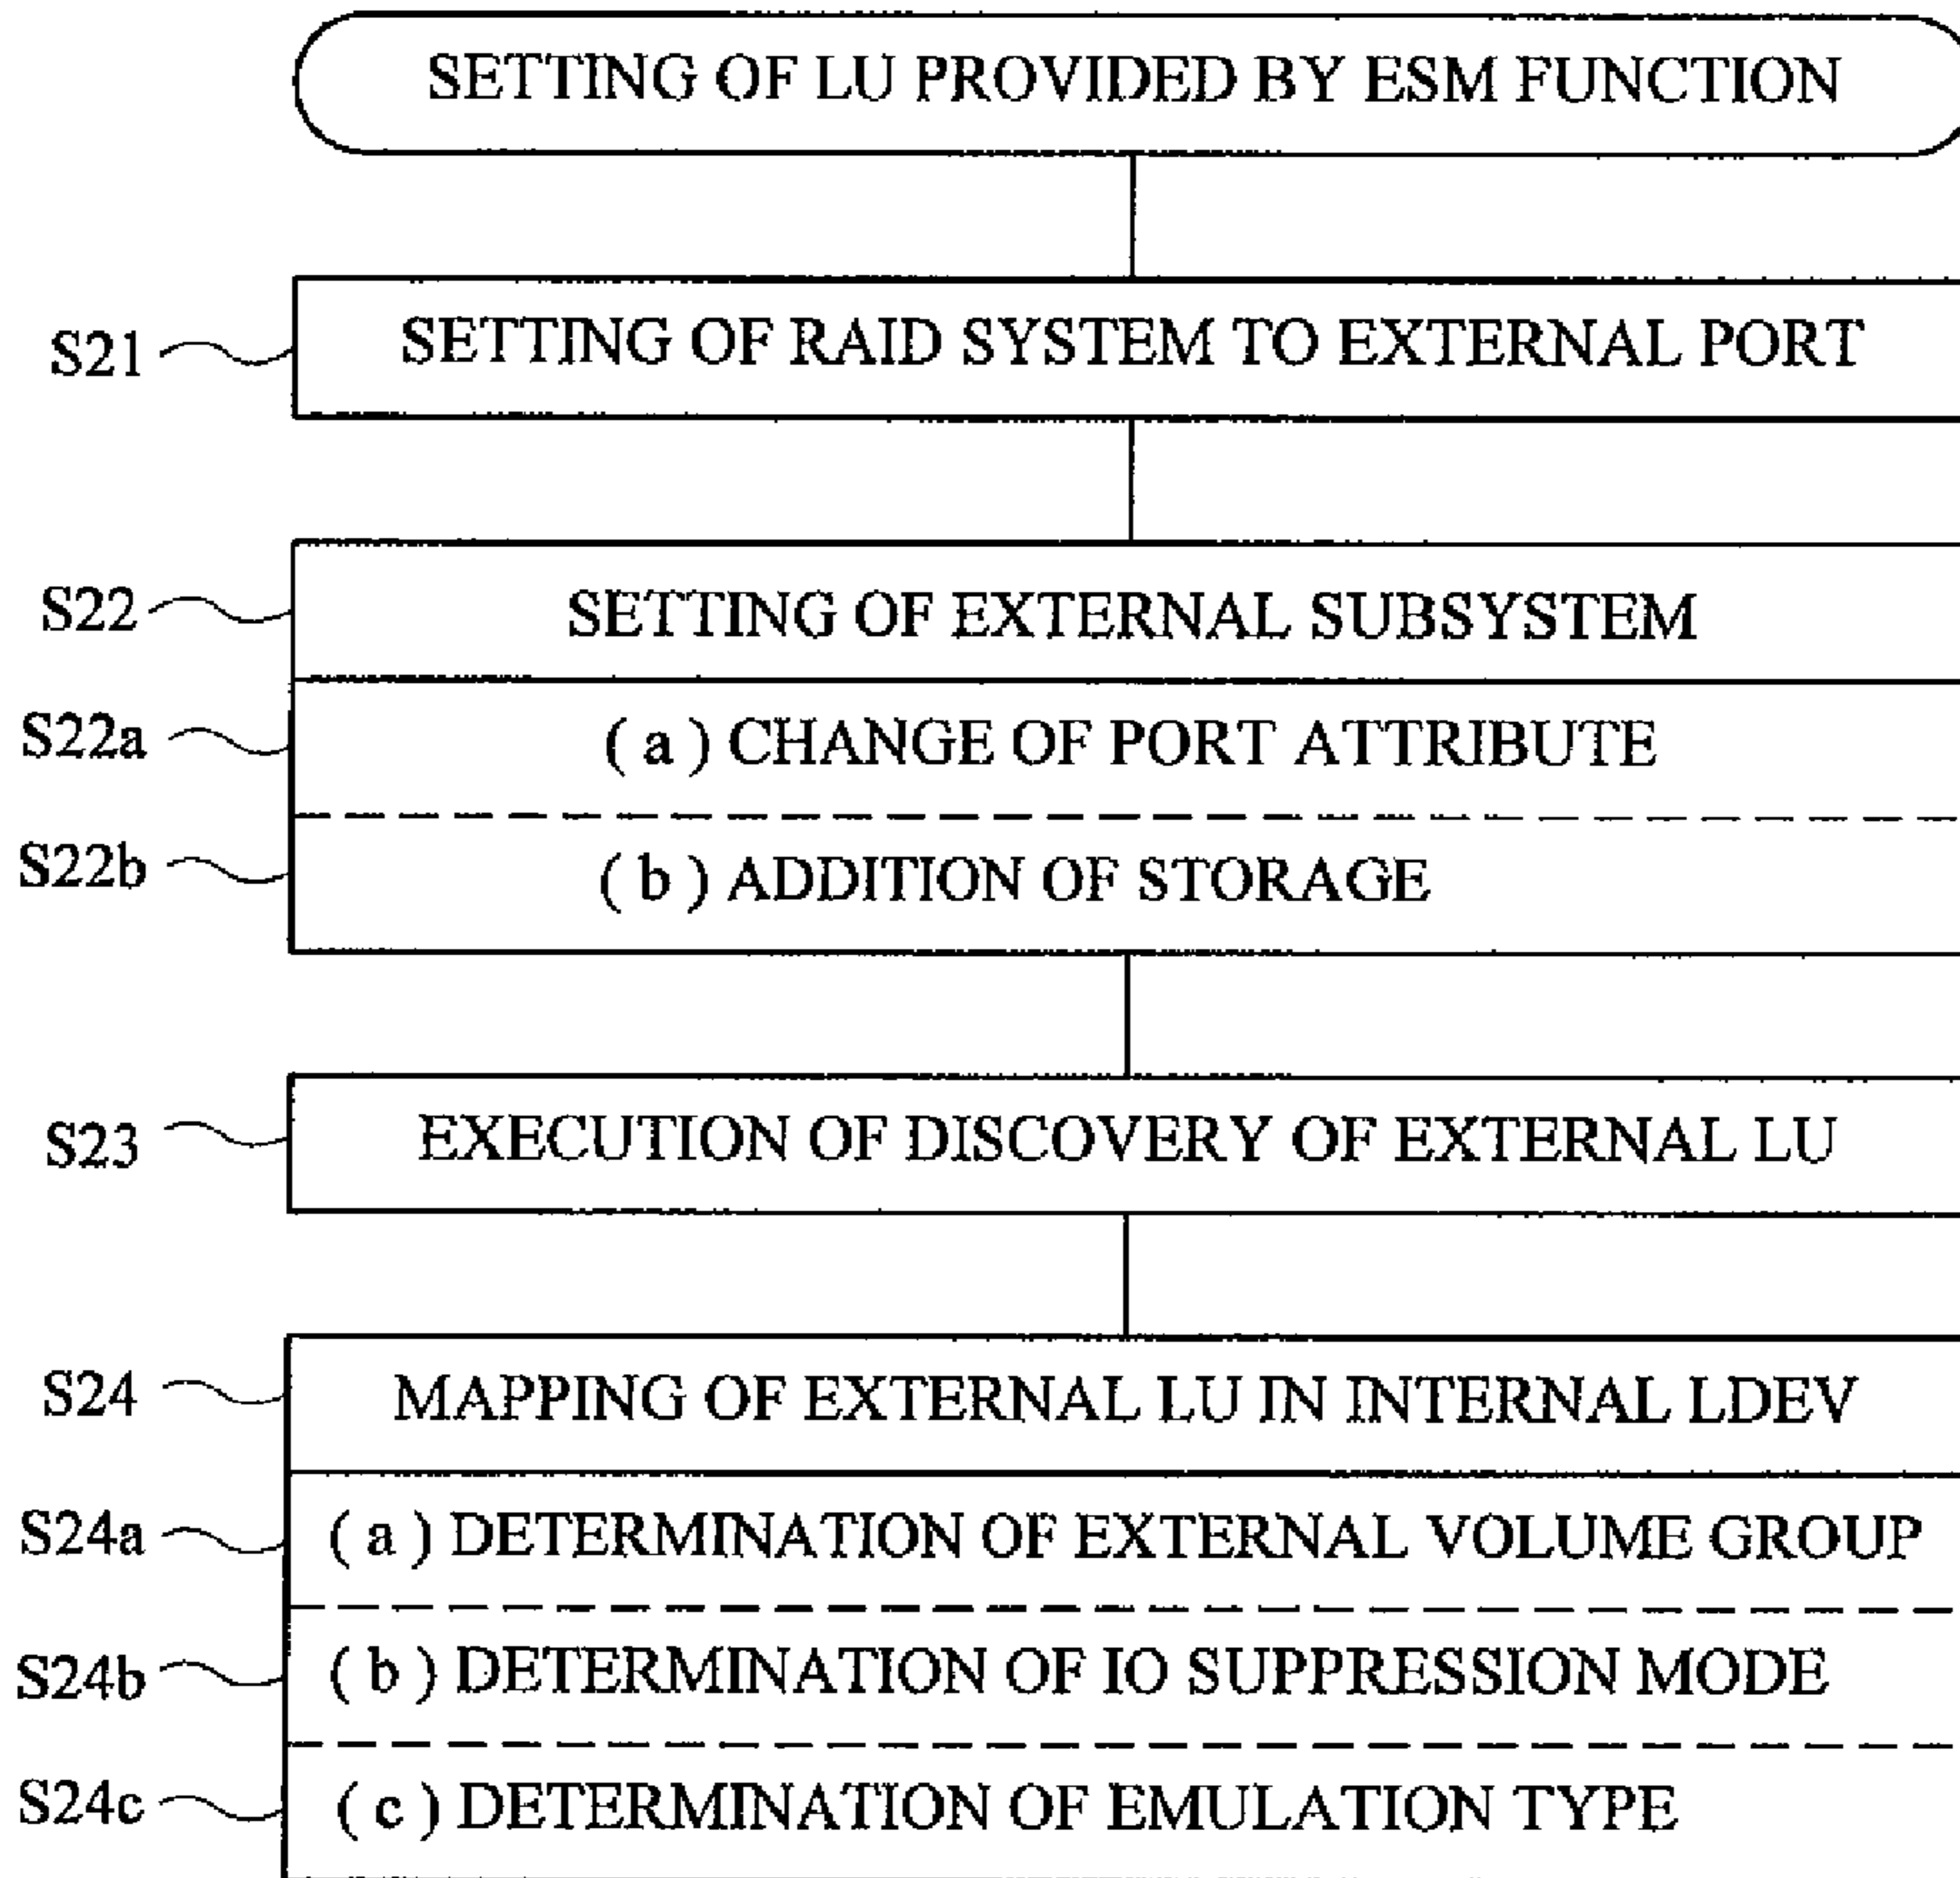 SETTING OF LU PROVIDED BY ESM FUNCTION
S21 SETTING OF RAID SYSTEM TO EXTERNAL PORT
S22 SETTING OF EXTERNAL SUBSYSTEM
S22a ( a ) CHANGE OF PORT ATTRIBUTE
S22b ( b ) ADDITION OF STORAGE
S23 EXECUTION OF DISCOVERY OF EXTERNAL LU
S24 MAPPING OF EXTERNAL LU IN INTERNAL LDEV
S24a ( a ) DETERMINATION OF EXTERNAL VOLUME GROUP
S24b ( b ) DETERMINATION OF IO SUPPRESSION MODE
S24c ( c ) DETERMINATION OF EMULATION TYPE